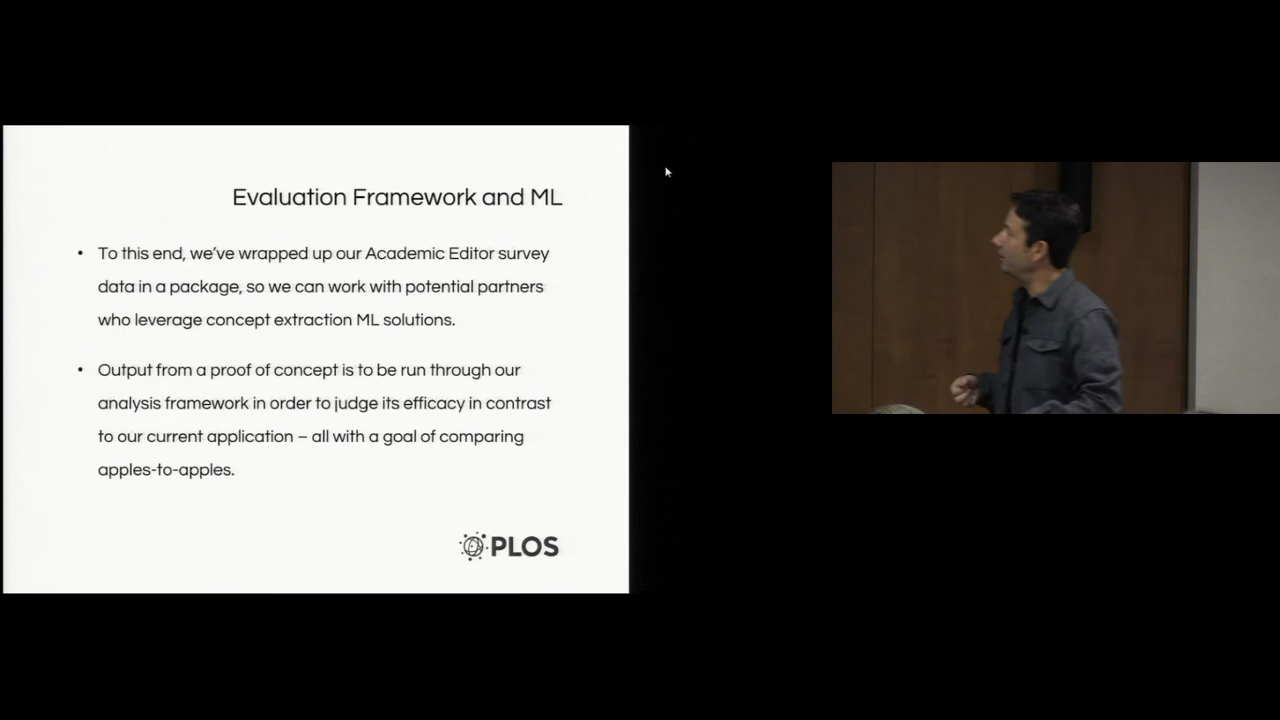 Evaluation Framework and ML
• To this end, we’ve wrapped up our Academic Editor survey
data in a package, so we can work with potential partners
who leverage concept extraction ML solutions.
• Output from a proof of concept is to be run through our
analysis framework in order to judge its efficacy in contrast
to our current application – all with a goal of comparing
apples-to-apples.
PLOS